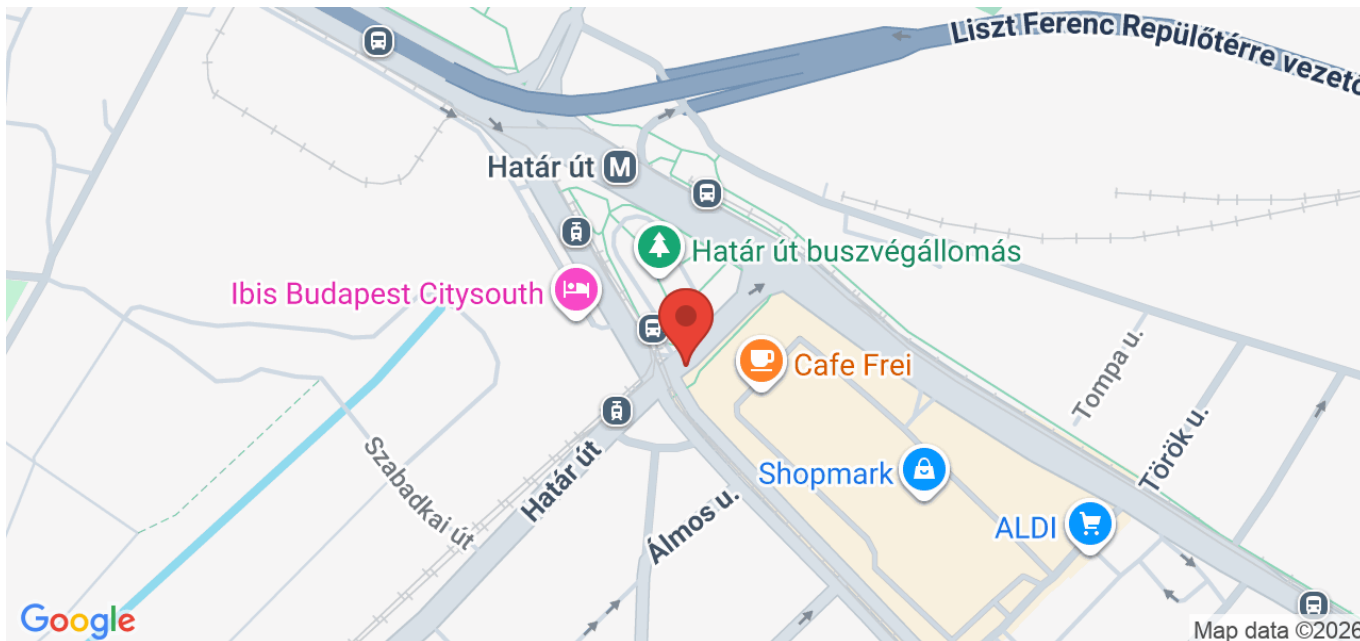 Liszt Ferenc Repülőtérre vezető
Határ út
M
Határ út buszvégállomás
Ibis Budapest Citysouth
Cafe Frei
Tompa u.
Török u.
Szabadkai út
Határ út
Shopmark
Álmos u.
ALDI
Google
Map data ©2026